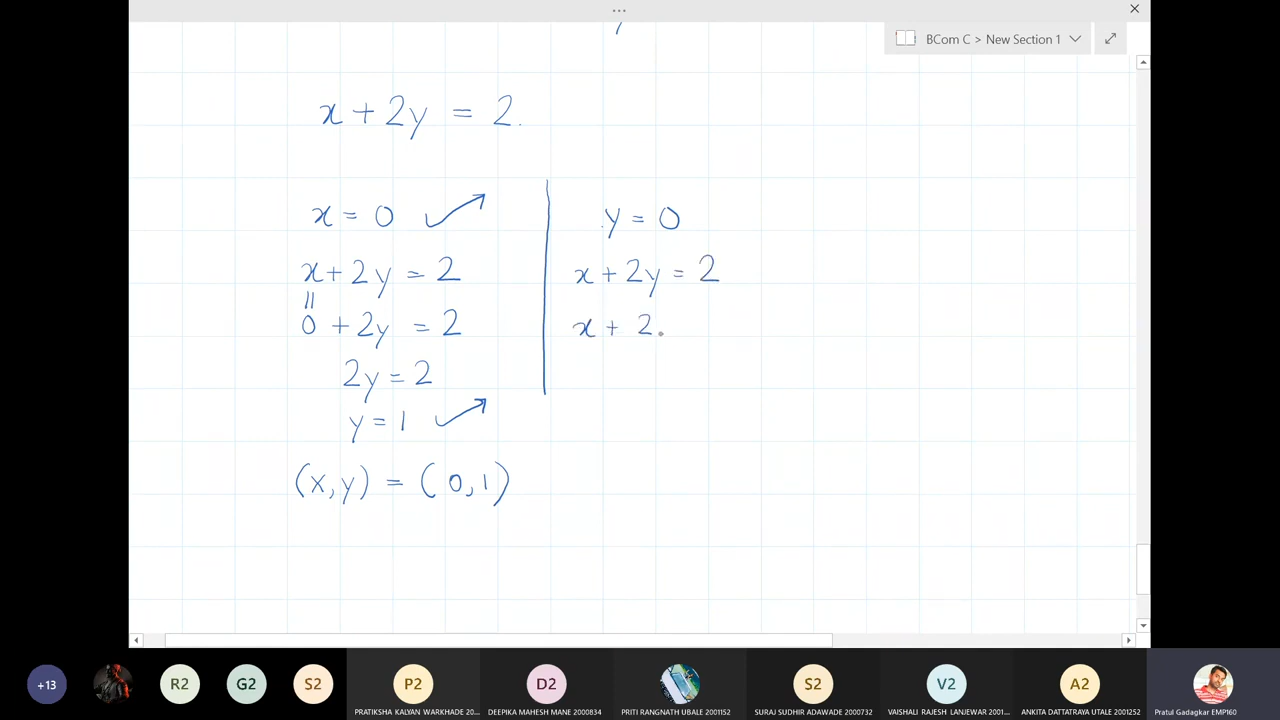 BCom C > New Section 1
x + 2y = 2.
x = 0
x + 2y = 2
0 + 2y = 2
2y = 2
y = 1
(x, y) = (0, 1)
y = 0
x + 2y = 2
x + 2
+13
R2
G2
S2
P2
D2
S2
V2
A2
PRATIKSHA KALYAN WARKHADE 20...
DEEPIKA MAHESH MANE 2000834
PRITI RANGNATH UBALE 2001152
SURAJ SUDHIR ADAWADE 2000732
VAISHALI RAJESH LANJEWAR 2001...
ANKITA DATTATRAYA UTALE 2001252
Pratul Gadagkar EMP160